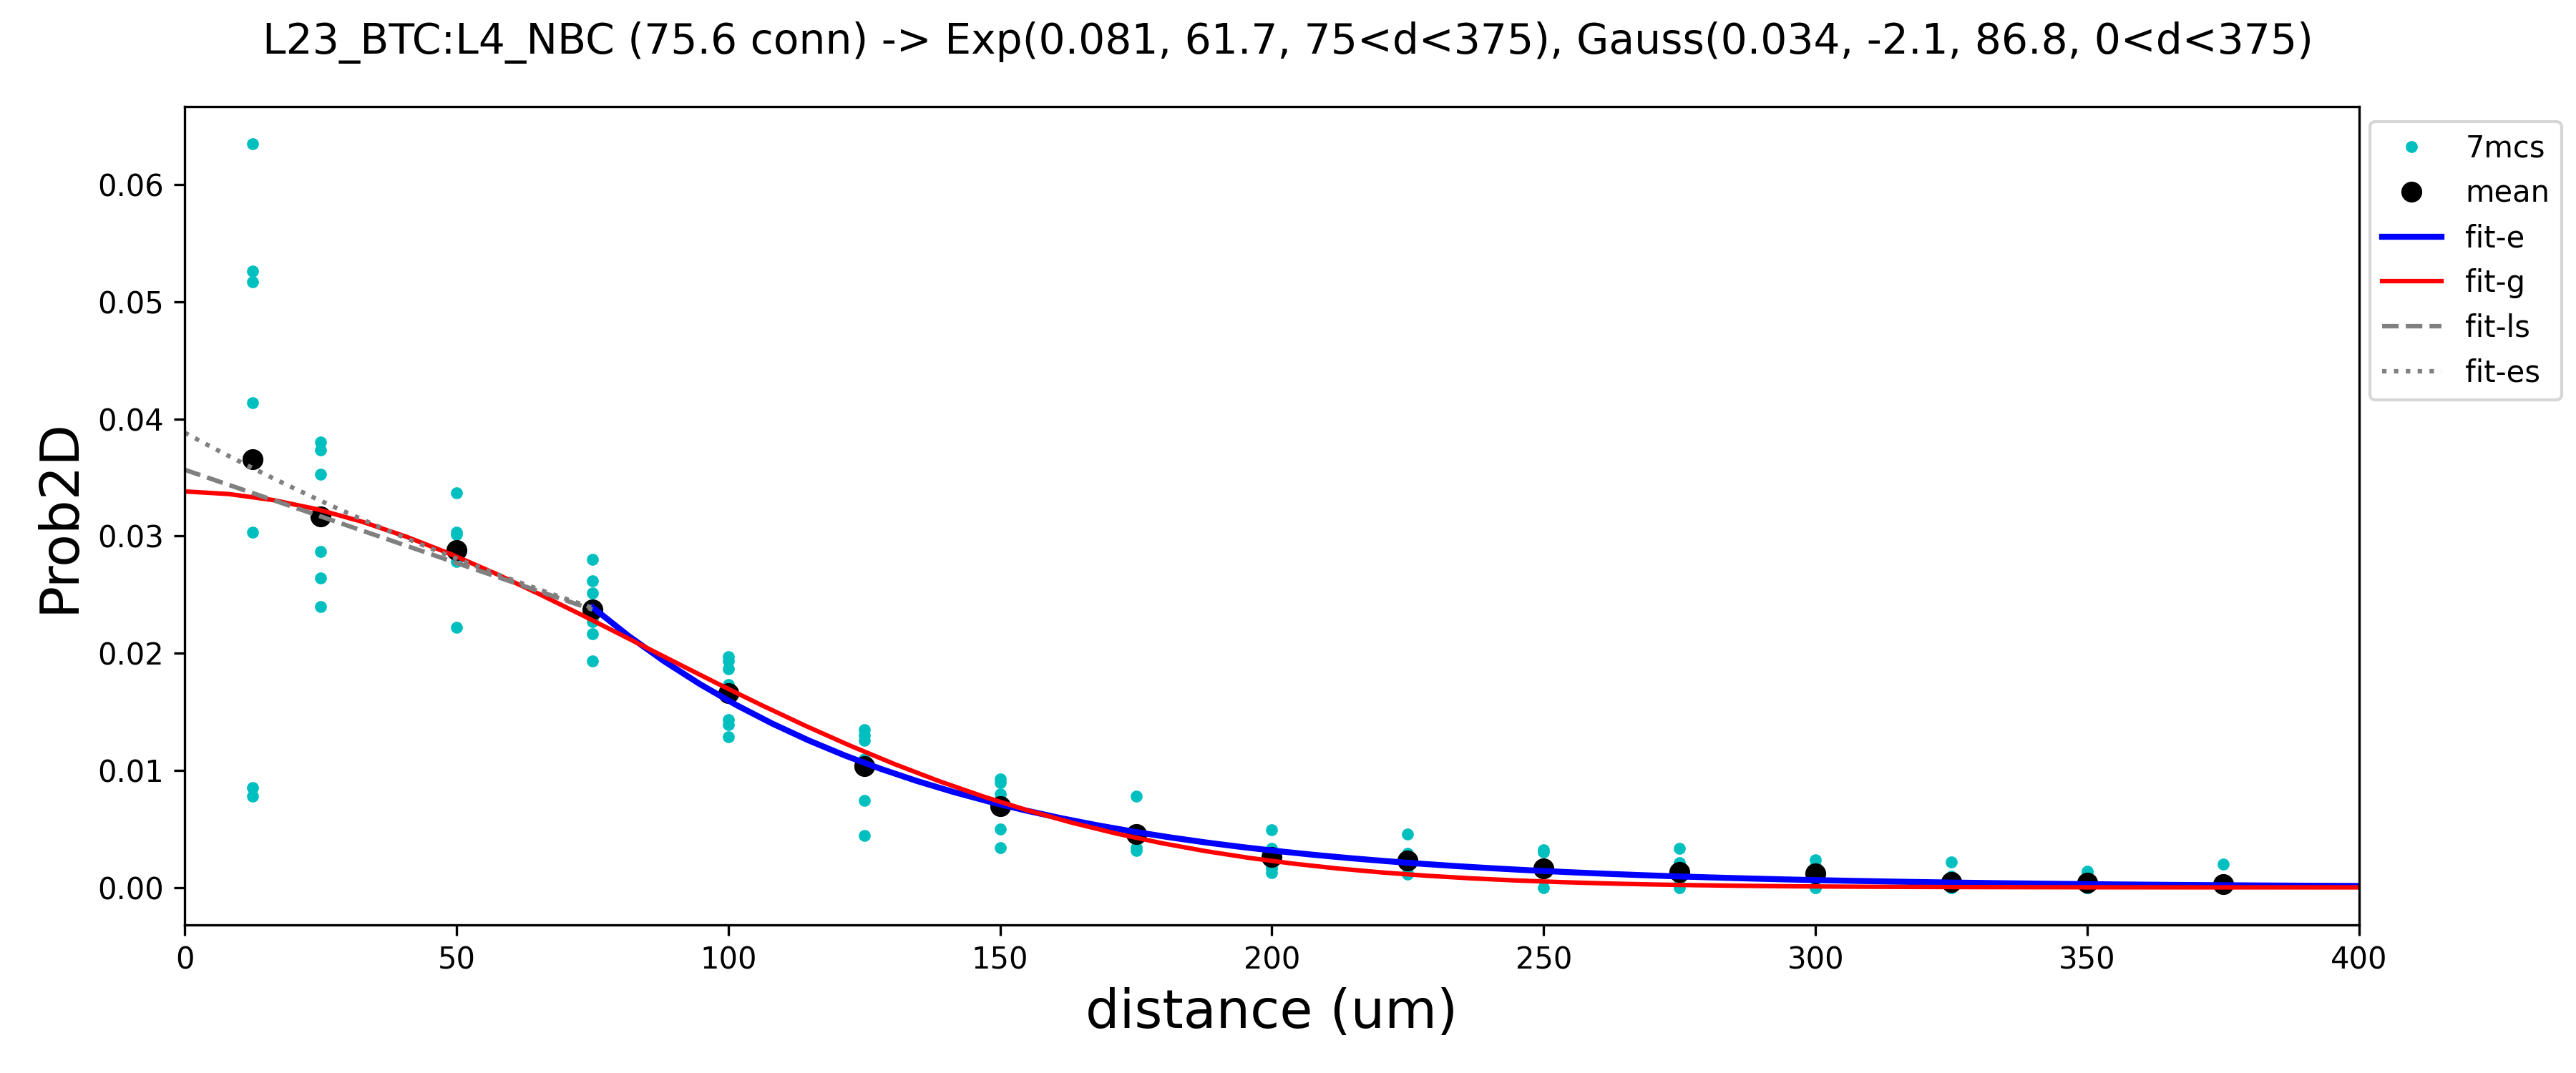 L23_BTC:L4_NBC (75.6 conn) -> Exp(0.081, 61.7, 75<d<375), Gauss(0.034, -2.1, 86.8, 0<d<375)
Prob2D
0.06
0.05
0.04
0.03
0.02
0.01
0.00
0 50 100 150 200 250 300 350 400
distance (um)
7mcs
mean
fit-e
fit-g
fit-ls
fit-es